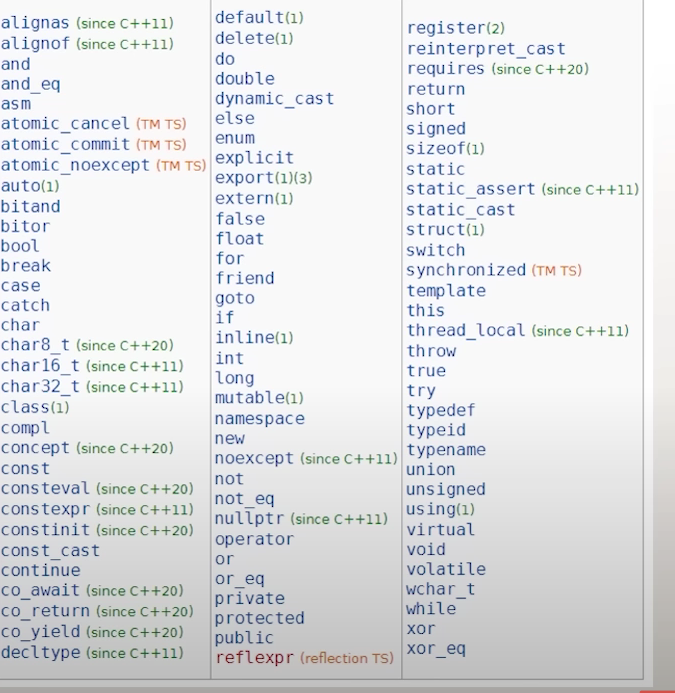 alignas (since C++11)
alignof (since C++11)
and
and_eq
asm
atomic_cancel (TM TS)
atomic_commit (TM TS)
atomic_noexcept (TM TS)
auto(1)
bitand
bitor
bool
break
case
catch
char
char8_t (since C++20)
char16_t (since C++11)
char32_t (since C++11)
class(1)
compl
concept (since C++20)
const
consteval (since C++20)
constexpr (since C++11)
constinit (since C++20)
const_cast
continue
co_await (since C++20)
co_return (since C++20)
co_yield (since C++20)
decltype (since C++11)
default(1)
delete(1)
do
double
dynamic_cast
else
enum
explicit
export(1)(3)
extern(1)
false
float
for
friend
goto
if
inline(1)
int
long
mutable(1)
namespace
new
noexcept (since C++11)
not
not_eq
nullptr (since C++11)
operator
or
or_eq
private
protected
public
reflexpr (reflection TS)
register(2)
reinterpret_cast
requires (since C++20)
return
short
signed
sizeof(1)
static
static_assert (since C++11)
static_cast
struct(1)
switch
synchronized (TM TS)
template
this
thread_local (since C++11)
throw
true
try
typedef
typeid
typename
union
unsigned
using(1)
virtual
void
volatile
wchar_t
while
xor
xor_eq